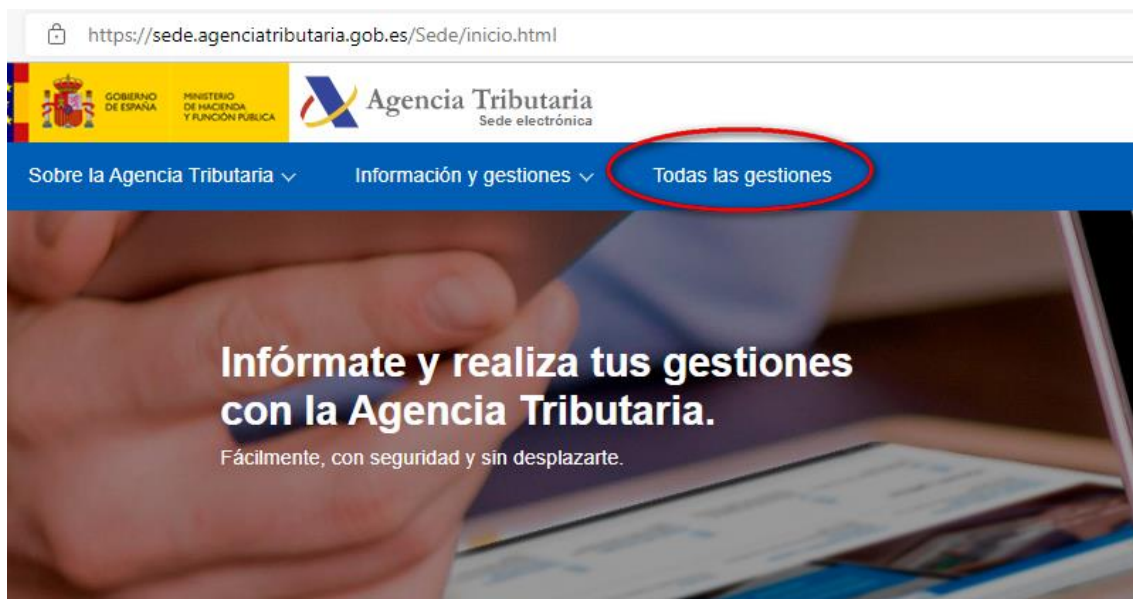 https://sede.agenciatributaria.gob.es/Sede/inicio.html
GOBIERNO
DE ESPAÑA
MINISTERIO
DE HACIENDA
Y FUNCIÓN PÚBLICA
Agencia Tributaria
Sede electrónica
Sobre la Agencia Tributaria
Información y gestiones
Todas las gestiones
Infórmate y realiza tus gestiones
con la Agencia Tributaria.
Fácilmente, con seguridad y sin desplazarte.